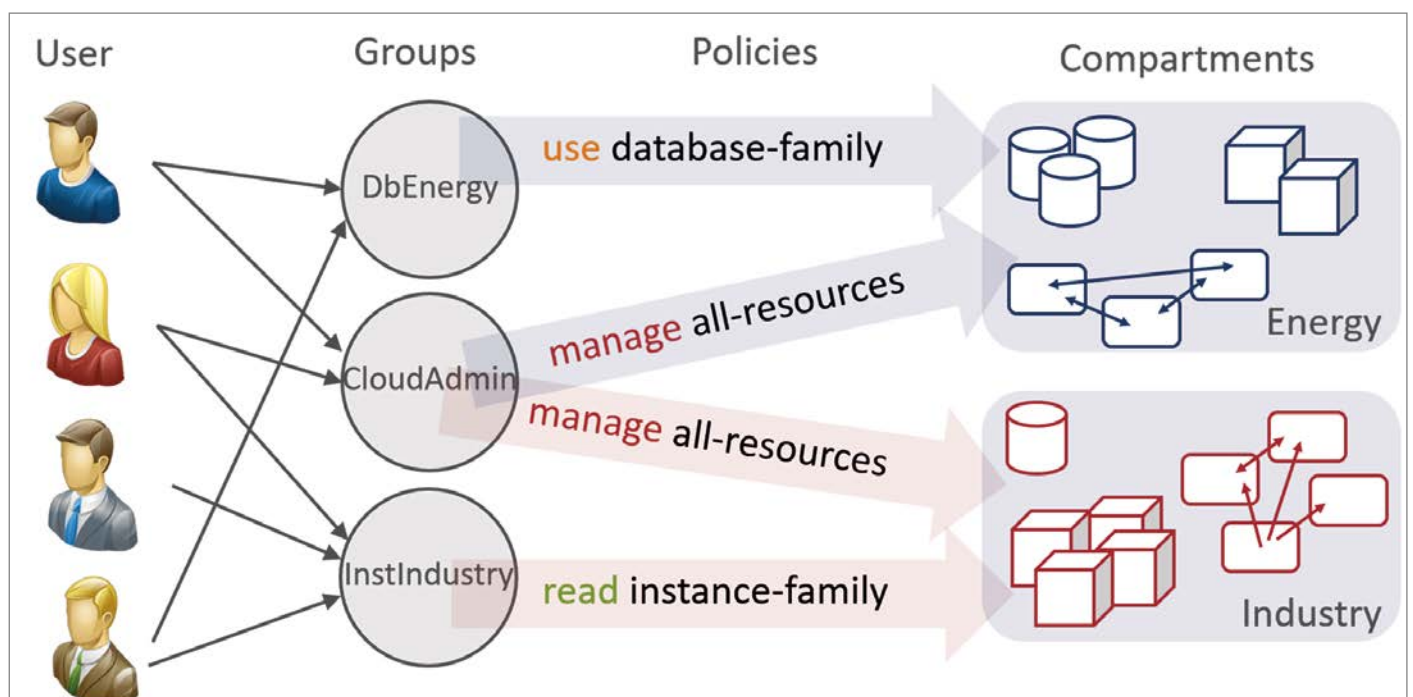 User
Groups
Policies
Compartments
DbEnergy
use database-family
CloudAdmin
manage all-resources
Energy
manage all-resources
InstIndustry
read instance-family
Industry